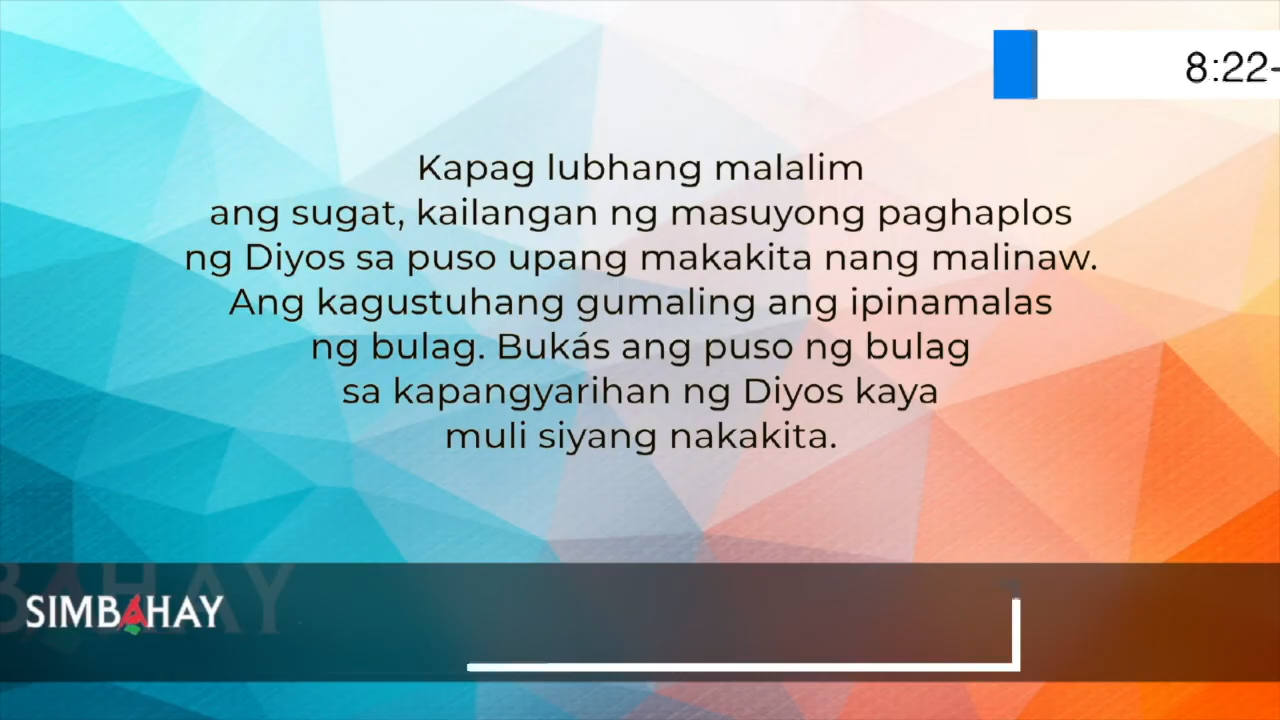 8:22-
Kapag lubhang malalim
ang sugat, kailangan ng masuyong paghaplos
ng Diyos sa puso upang makakita nang malinaw.
Ang kagustuhang gumaling ang ipinamalas
ng bulag. Bukás ang puso ng bulag
sa kapangyarihan ng Diyos kaya
muli siyang nakakita.
BAHAY
SIMBAHAY